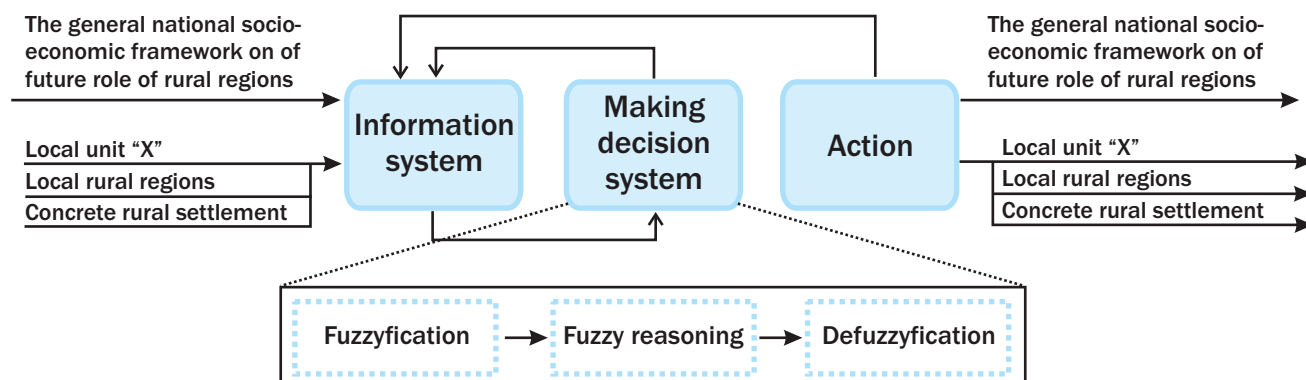 The general national socio-
economic framework on of
future role of rural regions
Local unit “X”
Local rural regions
Concrete rural settlement
Information
system
Making
decision
system
Action
The general national socio-
economic framework on of
future role of rural regions
Local unit “X”
Local rural regions
Concrete rural settlement
Fuzzyfication
Fuzzy reasoning
Defuzzyfication